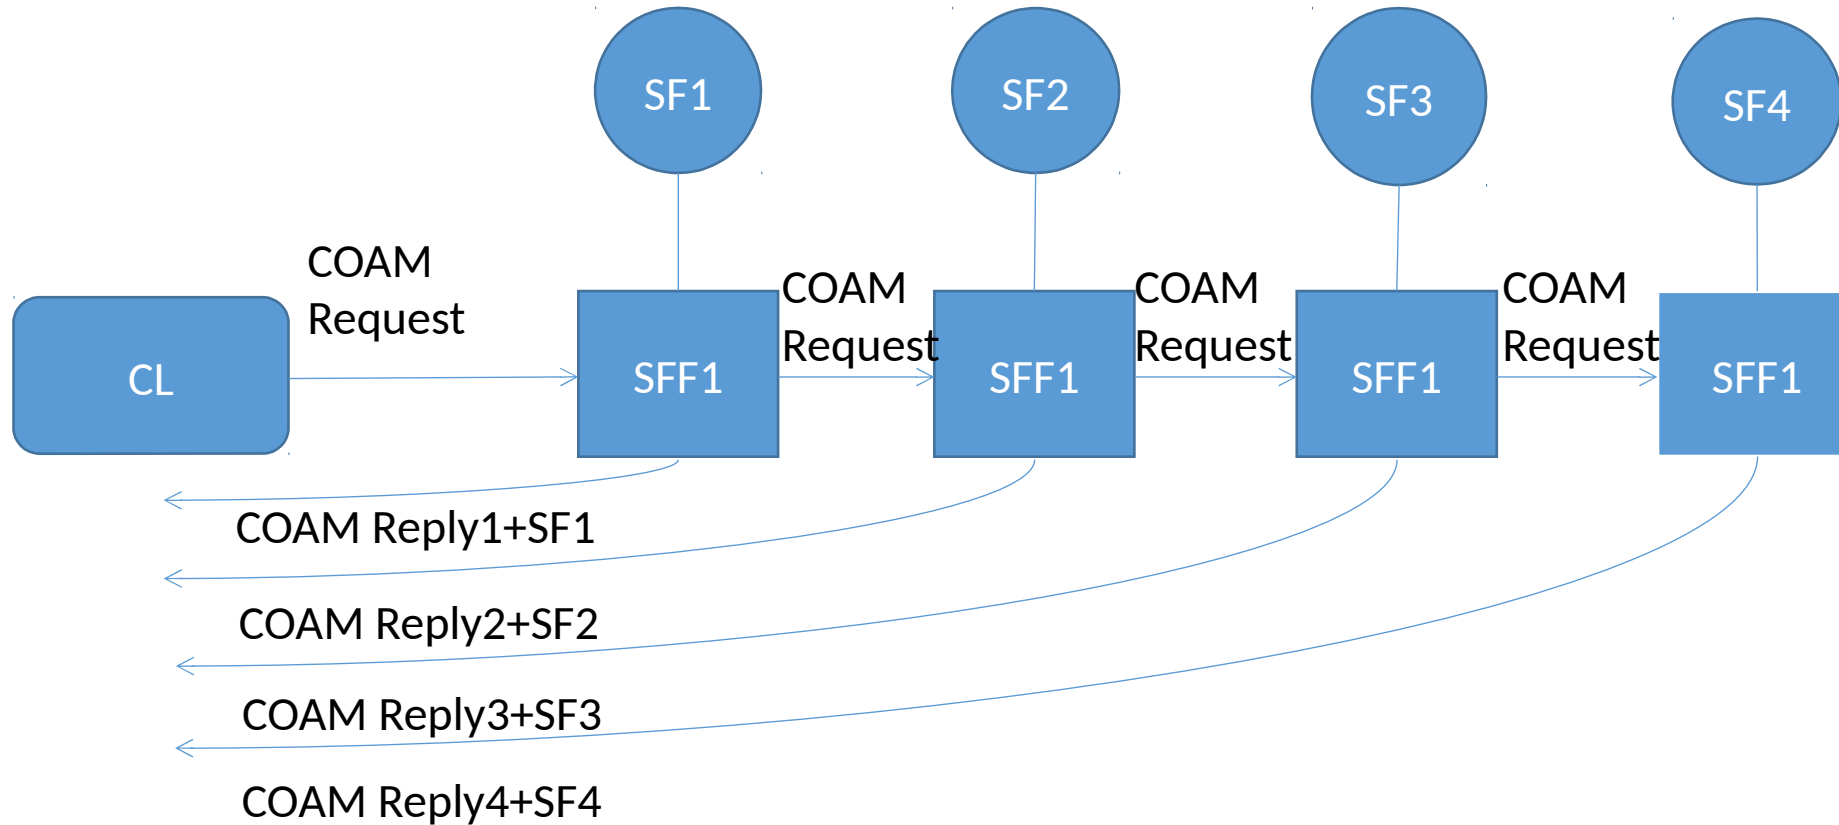 SF1
SF2
SF3
SF4
COAM
Request
COAM
Request
COAM
Request
COAM
Request
CL
SFF1
SFF1
SFF1
SFF1
COAM Reply1+SF1
COAM Reply2+SF2
COAM Reply3+SF3
COAM Reply4+SF4